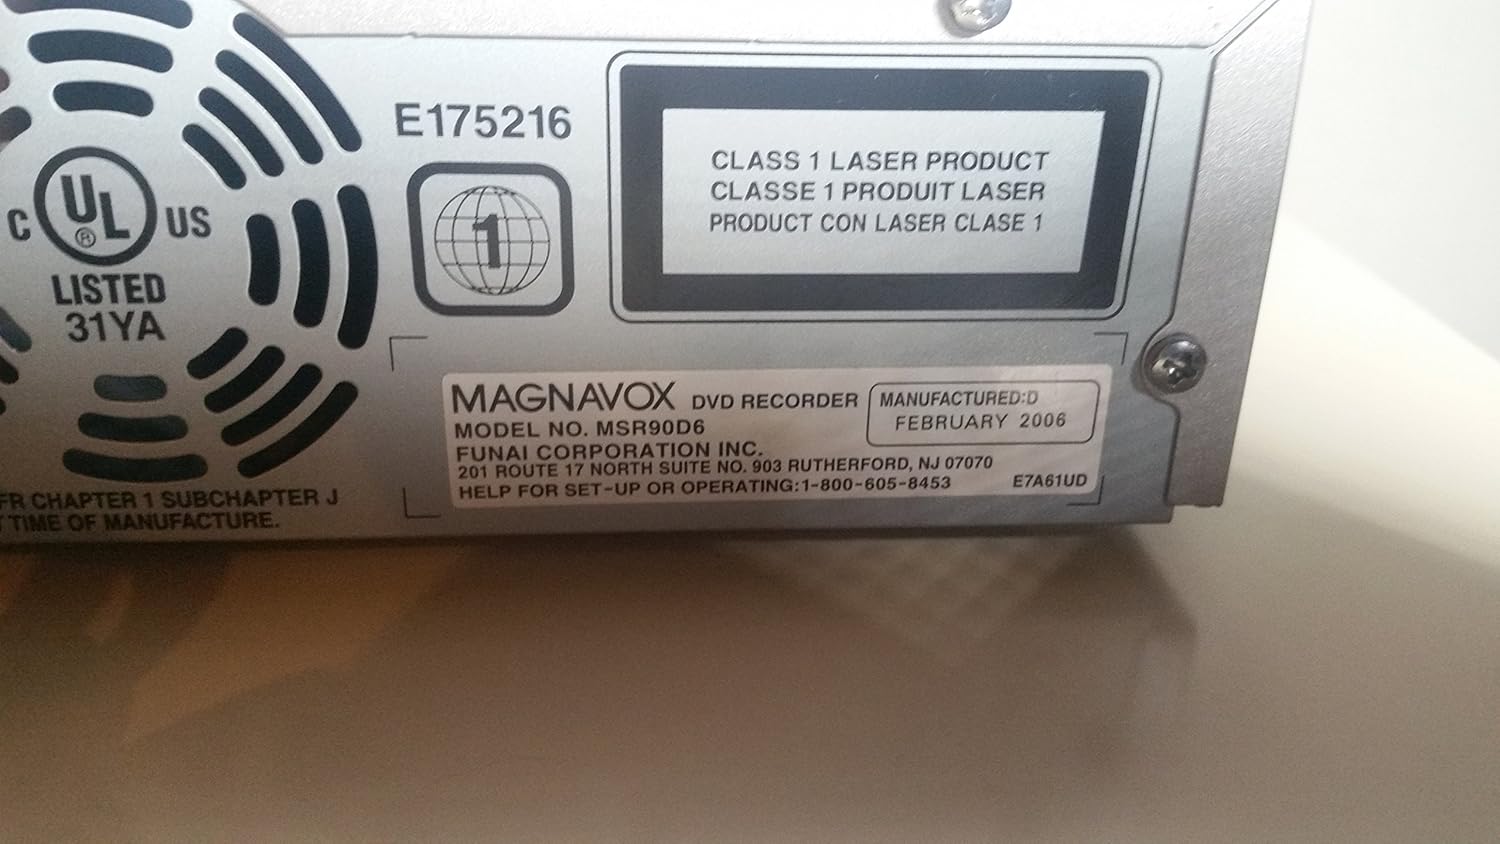 E175216
1
C UL ® US
LISTED
31YA
CLASS 1 LASER PRODUCT
CLASSE 1 PRODUIT LASER
PRODUCT CON LASER CLASE 1
MAGNAVOX DVD RECORDER
MANUFACTURED:D
FEBRUARY 2006
MODEL NO. MSR90D6
FUNAI CORPORATION INC.
201 ROUTE 17 NORTH SUITE NO. 903 RUTHERFORD, NJ 07070
HELP FOR SET-UP OR OPERATING:1-800-605-8453 E7A61UD
FR CHAPTER 1 SUBCHAPTER J
TIME OF MANUFACTURE.